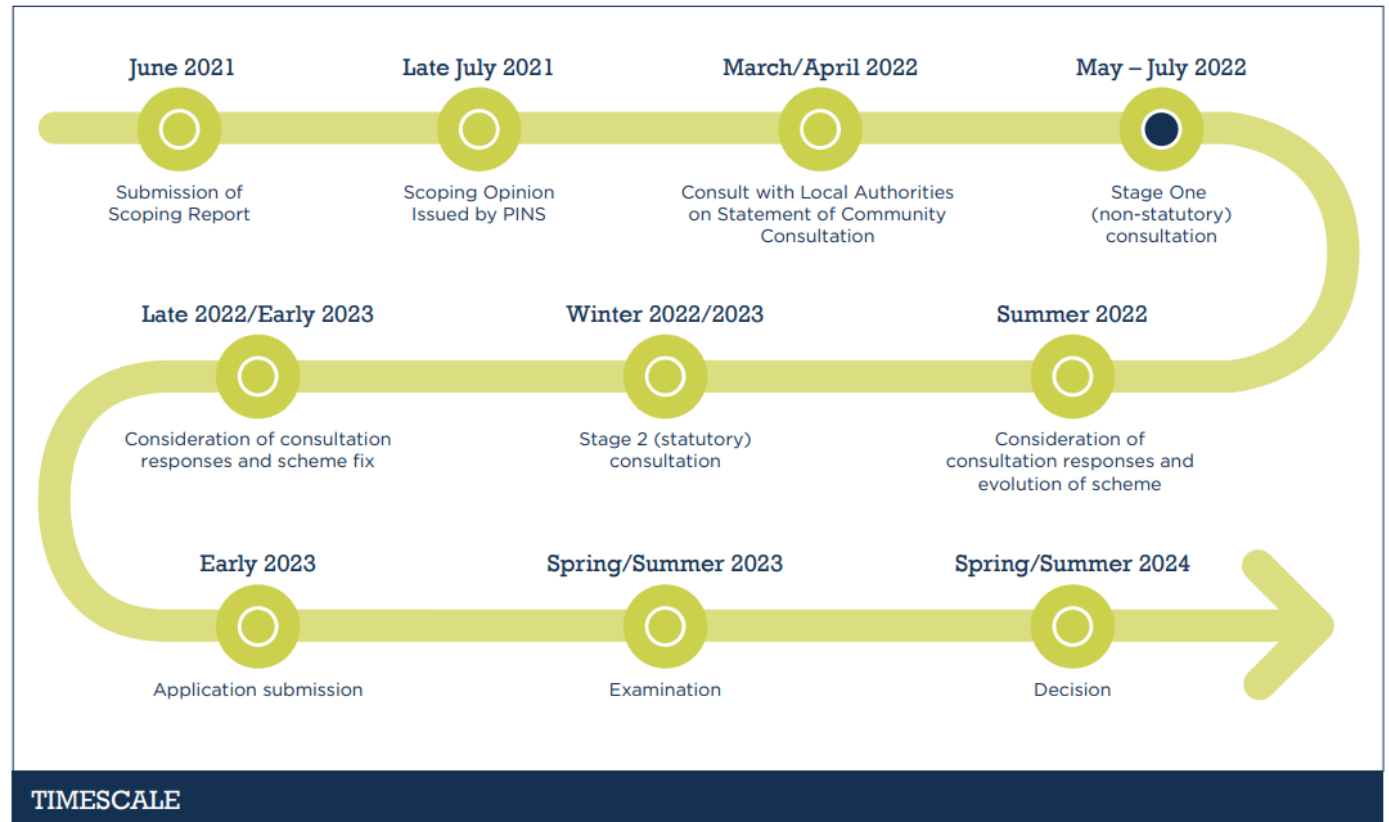 June 2021
Submission of
Scoping Report
Late July 2021
Scoping Opinion
Issued by PINS
March/April 2022
Consult with Local Authorities
on Statement of Community
Consultation
May – July 2022
Stage One
(non-statutory)
consultation
Summer 2022
Consideration of
consultation responses and
evolution of scheme
Winter 2022/2023
Stage 2 (statutory)
consultation
Late 2022/Early 2023
Consideration of consultation
responses and scheme fix
Early 2023
Application submission
Spring/Summer 2023
Examination
Spring/Summer 2024
Decision
TIMESCALE